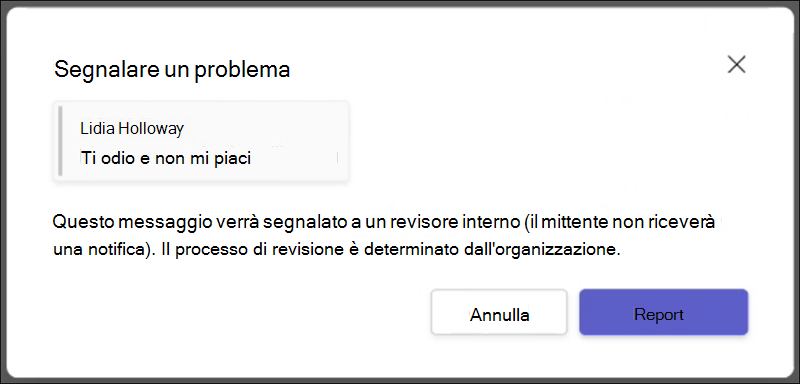 Segnalare un problema
Lidia Holloway
Ti odio e non mi piaci
Questo messaggio verrà segnalato a un revisore interno (il mittente non riceverà
una notifica). Il processo di revisione è determinato dall'organizzazione.
Annulla
Report